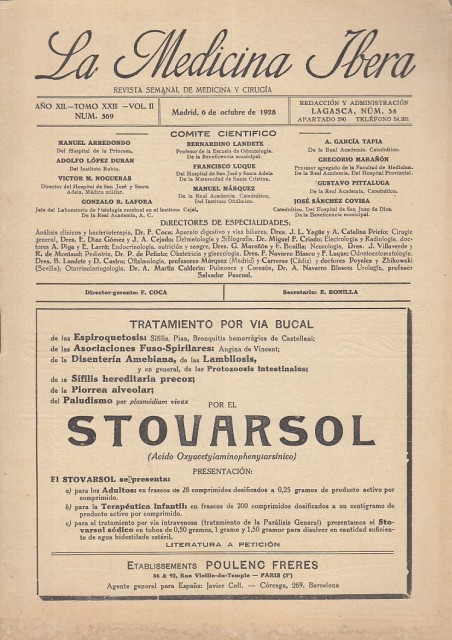 La Medicina Ibera
REVISTA SEMANAL DE MEDICINA Y CIRUGÍA
AÑO XII.—TOMO XXII.—VOL. II
NUM. 569
Madrid, 6 de octubre de 1928
REDACCIÓN Y ADMINISTRACIÓN
LAGASCA, NÚM. 38
APARTADO 290 TELÉFONO 54.201
COMITE CIENTIFICO
MANUEL ARREDONDO
Del Hospital de la Princesa.
ADOLFO LÓPEZ DURAN
Del Instituto Rubio.
VICTOR M. NOGUERAS
Director del Hospital de San José y Santa
Adela, Médico militar.
GONZALO R. LAFORA
Jefe del Laboratorio de Fisiología cerebral en el Instituto Cajal,
De la Real Academia, A. C.
BERNARDINO LANDETE
Profesor de la Escuela de Odontología.
De la Beneficencia municipal.
FRANCISCO LUQUE
Del Hospital de San José y Santa Adela
De la Maternidad de Santa Cristina.
MANUEL MÁRQUEZ
De la Real Academia. Catedrático.
Del Instituto Oftálmico.
A. GARCÍA TAPIA
De la Real Academia. Catedrático.
GREGORIO MARAÑÓN
Profesor agregado de la Facultad de Medicina.
De la Real Academia. Del Hospital Provincial.
GUSTAVO PITTALUGA
De la Real Academia, Catedrático.
JOSÉ SÁNCHEZ COVISA
Catedrático. Del Hospital de San Juan de Dios.
De la Beneficencia municipal.
DIRECTORES DE ESPECIALIDADES:
Análisis clínicos y bacterioterapia, Dr. F. Coca; Aparato digestivo y vías biliares, Dres. J. L. Yagüe y A. Catalina Prieto; Cirugía
general, Dres. E. Díaz Gómez y J. A. Cejado; Dermatología y Sifiliografía, Dr. Miguel F. Criado; Electrología y Radiología, doctores
A. Piga y E. Larrú; Endocrinología, nutrición y sangre, Dres. G. Marañón y E. Bonilla; Neurología, Dres. J. Villaverde y
R. de Montaud; Pediatría, Dr. P. de Peñalo; Obstetricia y ginecología, Dres. F. Navarro Blasco y F. Luque; Odontoestomatología,
Dres. B. Landete y D. Castro; Oftalmología, profesores Márquez (Madrid) y Carreras (Cádiz) y doctores Poyales y Zbikowski
(Sevilla); Otorrinolaringología, Dr. A. Martín Calderín; Pulmones y Corazón, Dr. A. Navarro Blasco; Urología, profesor
Salvador Pascual.
Director-gerente: F. COCA
Secretario: E. BONILLA
TRATAMIENTO POR VIA BUCAL
de las Espiroquetosis: Sífilis, Pian, Bronquitis hemorrágica de Castellani;
de las Asociaciones Fuso-Spirilares: Angina de Vincent;
de la Disentería Amebiana, de las Lambliosis,
y en general, de las Protozoosis intestinales;
de la Sífilis hereditaria precoz;
de la Piorrea alveolar;
del Paludismo por plasmódium vivax
POR EL
STOVARSOL
(Acido Oxyacetylaminophenylarsínico)
PRESENTACIÓN:
El STOVARSOL se presenta:
a) para los Adultos: en frascos de 28 comprimidos dosificados a 0,25 gramos de producto activo por
comprimido.
b) para la Terapéutica Infantil: en frascos de 200 comprimidos dosificados a un centigramo de
producto activo por comprimido.
c) para el tratamiento por vía intravenosa (tratamiento de la Parálisis General) presentamos el Stovarsol
sódico en tubos de 0,50 gramos, 1 gramo y 1,50 gramos para disolver en cantidad suficiente
de agua bidestilada estéril.
LITERATURA A PETICIÓN
ETABLISSEMENTS POULENC FRERES
86 & 92, Rue Vieille-du-Temple — PARIS (3e)
Agente general para España: Javier Coll. — Córcega, 269. Barcelona